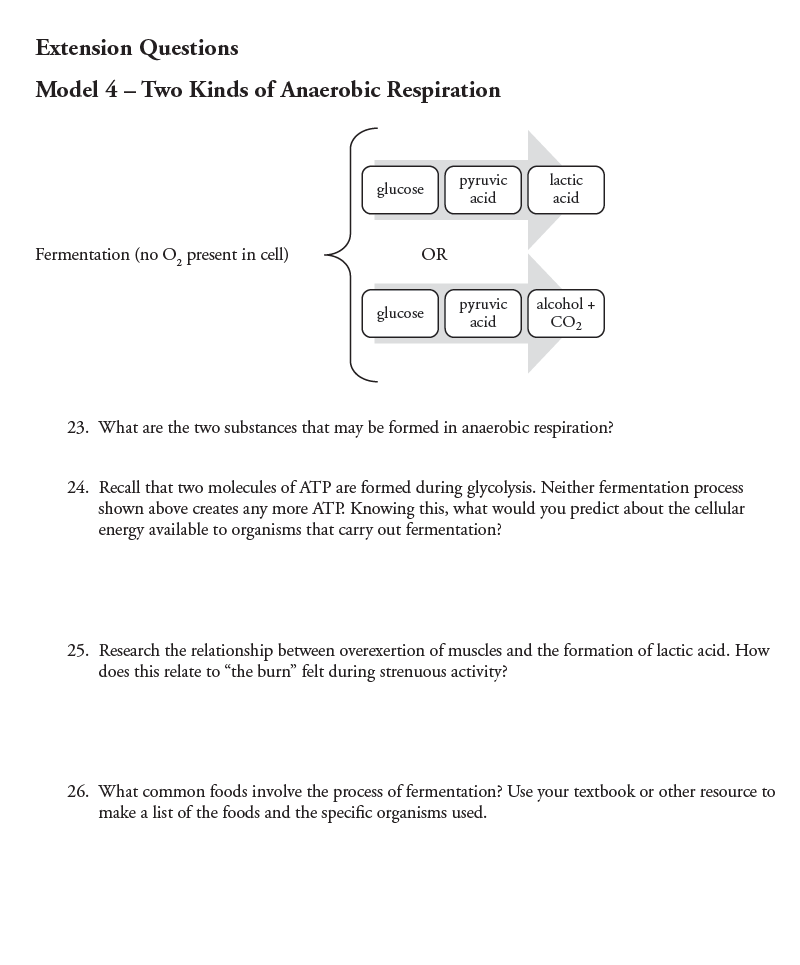 Extension Questions
Model 4 – Two Kinds of Anaerobic Respiration
glucose
pyruvic
acid
lactic
acid
Fermentation (no O₂ present in cell)
OR
glucose
pyruvic
acid
alcohol +
CO₂
23. What are the two substances that may be formed in anaerobic respiration?
24. Recall that two molecules of ATP are formed during glycolysis. Neither fermentation process
shown above creates any more ATP. Knowing this, what would you predict about the cellular
energy available to organisms that carry out fermentation?
25. Research the relationship between overexertion of muscles and the formation of lactic acid. How
does this relate to “the burn” felt during strenuous activity?
26. What common foods involve the process of fermentation? Use your textbook or other resource to
make a list of the foods and the specific organisms used.